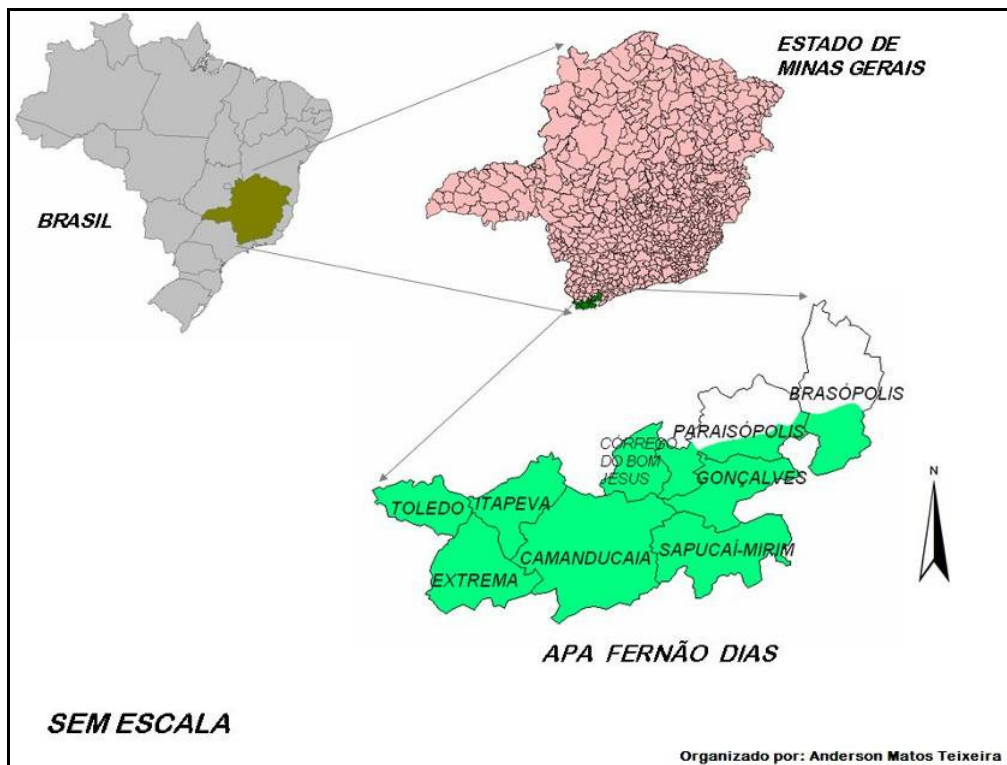 ESTADO DE
MINAS GERAIS
BRASIL
BRASÓPOLIS
PARAISÓPOLIS
CÓRREGO
DO BOM
JESUS
GONÇALVES
TOLEDO
ITAPEVA
CAMANDUCAIA
SAPUCAÍ-MIRIM
EXTREMA
N
APA FERNÃO DIAS
SEM ESCALA
Organizado por: Anderson Matos Teixeira